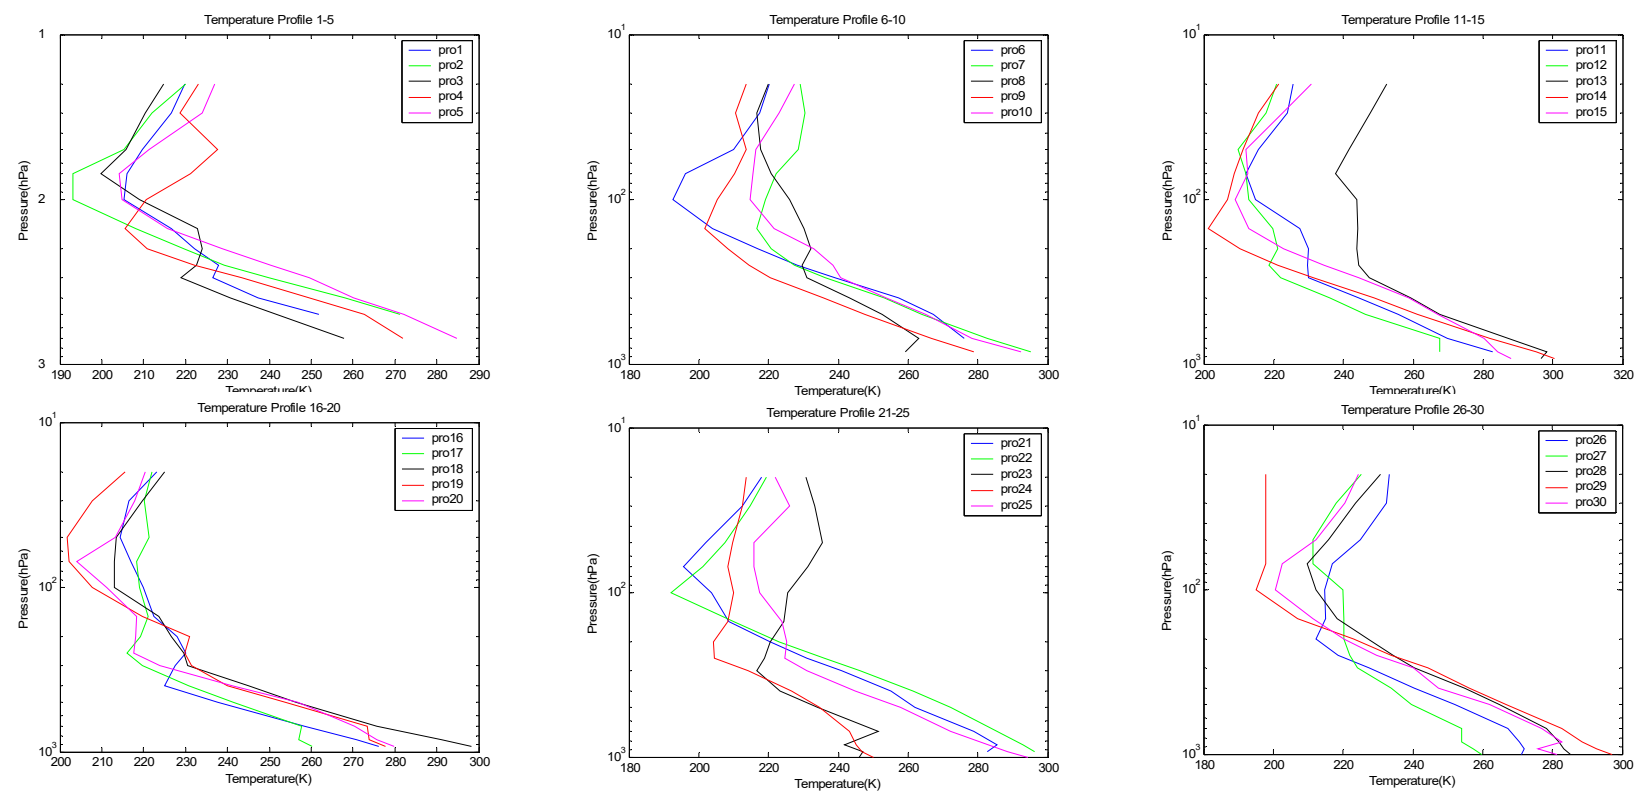 Temperature Profile 1-5
1
2
3
Pressure(hPa)
pro1
pro2
pro3
pro4
pro5
190 200 210 220 230 240 250 260 270 280 290
Temperature(K)
Temperature Profile 6-10
10^1
10^2
10^3
Pressure(hPa)
pro6
pro7
pro8
pro9
pro10
180 200 220 240 260 280 300
Temperature(K)
Temperature Profile 11-15
10^1
10^2
10^3
Pressure(hPa)
pro11
pro12
pro13
pro14
pro15
200 220 240 260 280 300 320
Temperature(K)
Temperature Profile 16-20
10^1
10^2
10^3
Pressure(hPa)
pro16
pro17
pro18
pro19
pro20
200 210 220 230 240 250 260 270 280 290 300
Temperature(K)
Temperature Profile 21-25
10^1
10^2
10^3
Pressure(hPa)
pro21
pro22
pro23
pro24
pro25
180 200 220 240 260 280 300
Temperature(K)
Temperature Profile 26-30
10^1
10^2
10^3
Pressure(hPa)
pro26
pro27
pro28
pro29
pro30
180 200 220 240 260 280 300
Temperature(K)